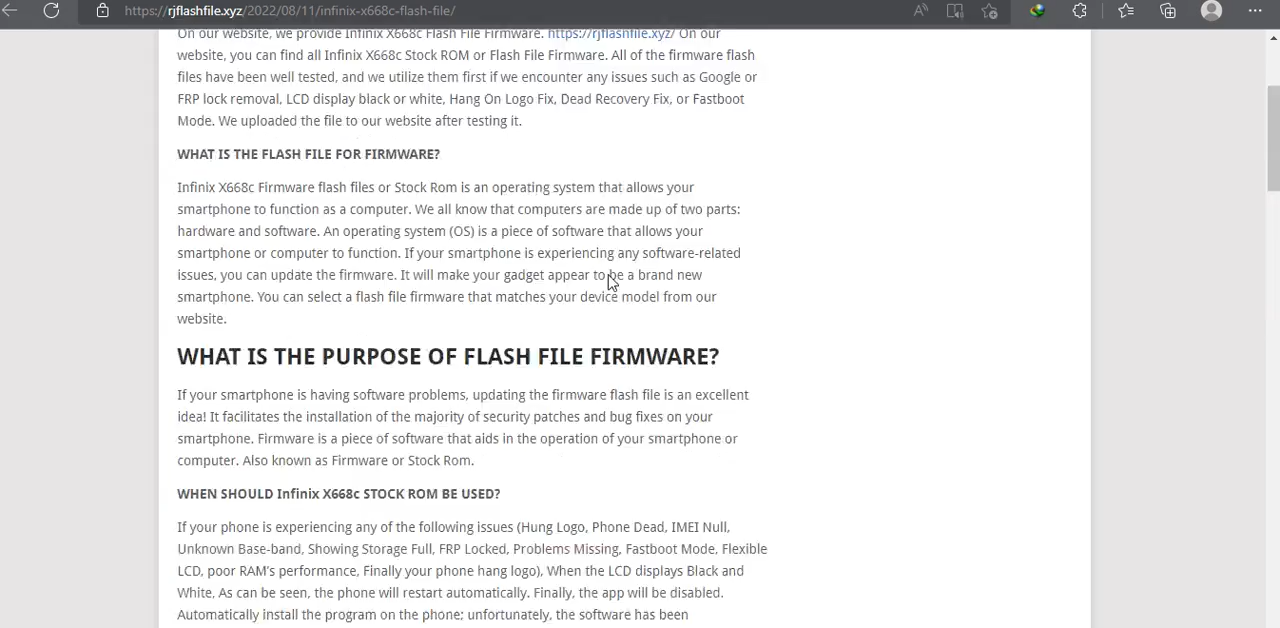 https://rjflashfile.xyz/2022/08/11/infinix-x668c-flash-file/
On our website, we provide Infinix X668c Flash File Firmware. https://rjflashfile.xyz/ On our
website, you can find all Infinix X668c Stock ROM or Flash File Firmware. All of the firmware flash
files have been well tested, and we utilize them first if we encounter any issues such as Google or
FRP lock removal, LCD display black or white, Hang On Logo Fix, Dead Recovery Fix, or Fastboot
Mode. We uploaded the file to our website after testing it.
WHAT IS THE FLASH FILE FOR FIRMWARE?
Infinix X668c Firmware flash files or Stock Rom is an operating system that allows your
smartphone to function as a computer. We all know that computers are made up of two parts:
hardware and software. An operating system (OS) is a piece of software that allows your
smartphone or computer to function. If your smartphone is experiencing any software-related
issues, you can update the firmware. It will make your gadget appear to be a brand new
smartphone. You can select a flash file firmware that matches your device model from our
website.
WHAT IS THE PURPOSE OF FLASH FILE FIRMWARE?
If your smartphone is having software problems, updating the firmware flash file is an excellent
idea! It facilitates the installation of the majority of security patches and bug fixes on your
smartphone. Firmware is a piece of software that aids in the operation of your smartphone or
computer. Also known as Firmware or Stock Rom.
WHEN SHOULD Infinix X668c STOCK ROM BE USED?
If your phone is experiencing any of the following issues (Hung Logo, Phone Dead, IMEI Null,
Unknown Base-band, Showing Storage Full, FRP Locked, Problems Missing, Fastboot Mode, Flexible
LCD, poor RAM's performance, Finally your phone hang logo), When the LCD displays Black and
White, As can be seen, the phone will restart automatically. Finally, the app will be disabled.
Automatically install the program on the phone; unfortunately, the software has been